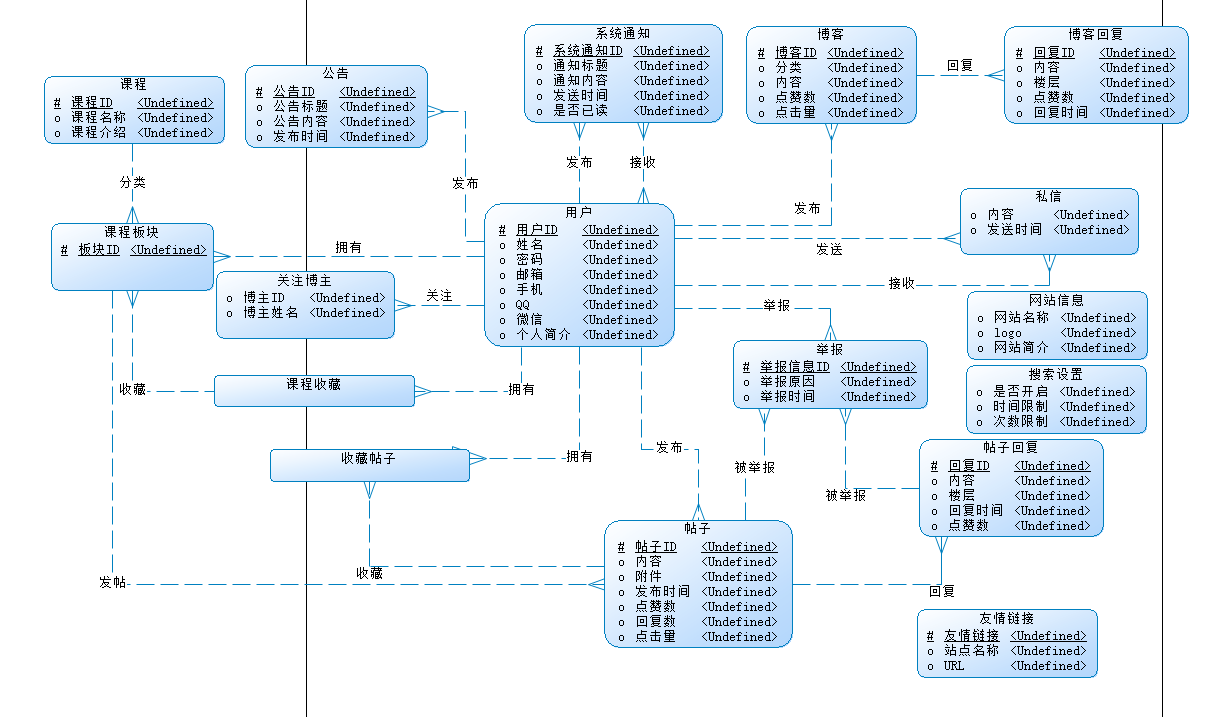 课程
# 课程ID <Undefined>
o 课程名称 <Undefined>
o 课程介绍 <Undefined>
公告
# 公告ID <Undefined>
o 公告标题 <Undefined>
o 公告内容 <Undefined>
o 发布时间 <Undefined>
系统通知
# 系统通知ID <Undefined>
o 通知标题 <Undefined>
o 通知内容 <Undefined>
o 发送时间 <Undefined>
o 是否已读 <Undefined>
博客
# 博客ID <Undefined>
o 分类 <Undefined>
o 内容 <Undefined>
o 点赞数 <Undefined>
o 点击量 <Undefined>
回复
博客回复
# 回复ID <Undefined>
o 内容 <Undefined>
o 楼层 <Undefined>
o 点赞数 <Undefined>
o 回复时间 <Undefined>
分类
发布
发布
接收
发布
课程板块
# 板块ID <Undefined>
拥有
用户
# 用户ID <Undefined>
o 姓名 <Undefined>
o 密码 <Undefined>
o 邮箱 <Undefined>
o 手机 <Undefined>
o QQ <Undefined>
o 微信 <Undefined>
o 个人简介 <Undefined>
私信
o 内容 <Undefined>
o 发送时间 <Undefined>
发送
接收
关注博主
o 博主ID <Undefined>
o 博主姓名 <Undefined>
关注
举报
网站信息
o 网站名称 <Undefined>
o logo <Undefined>
o 网站简介 <Undefined>
举报
# 举报信息ID <Undefined>
o 举报原因 <Undefined>
o 举报时间 <Undefined>
搜索设置
o 是否开启 <Undefined>
o 时间限制 <Undefined>
o 次数限制 <Undefined>
收藏
课程收藏
拥有
收藏帖子
拥有
发布
被举报
被举报
帖子回复
# 回复ID <Undefined>
o 内容 <Undefined>
o 楼层 <Undefined>
o 回复时间 <Undefined>
o 点赞数 <Undefined>
帖子
# 帖子ID <Undefined>
o 内容 <Undefined>
o 附件 <Undefined>
o 发布时间 <Undefined>
o 点赞数 <Undefined>
o 回复数 <Undefined>
o 点击量 <Undefined>
发帖
收藏
回复
友情链接
# 友情链接 <Undefined>
o 站点名称 <Undefined>
o URL <Undefined>